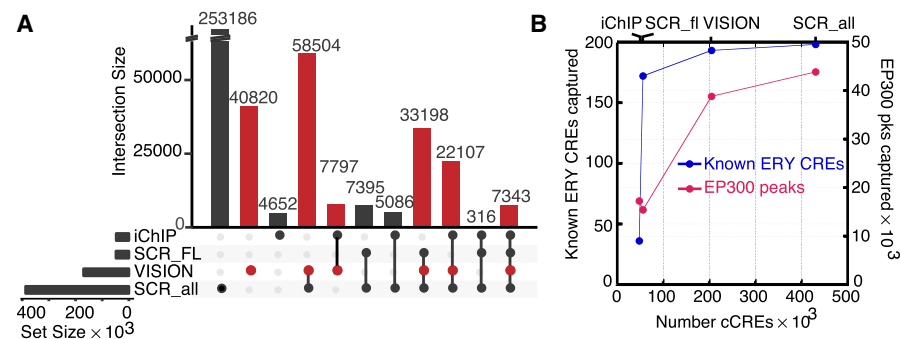 A
253186
58504
50000
40820
33198
25000
22107
7797
7395
7343
4652
5086
316
0
Intersection Size
iChIP
SCR_FL
VISION
SCR_all
400 200 0
Set Size × 10³
B
iChIP SCR_fl VISION SCR_all
200
150
100
50
0
Known ERY CREs captured
50
40
30
20
10
0
EP300 pks captured × 10³
Known ERY CREs
EP300 peaks
0 100 200 300 400 500
Number cCREs × 10³